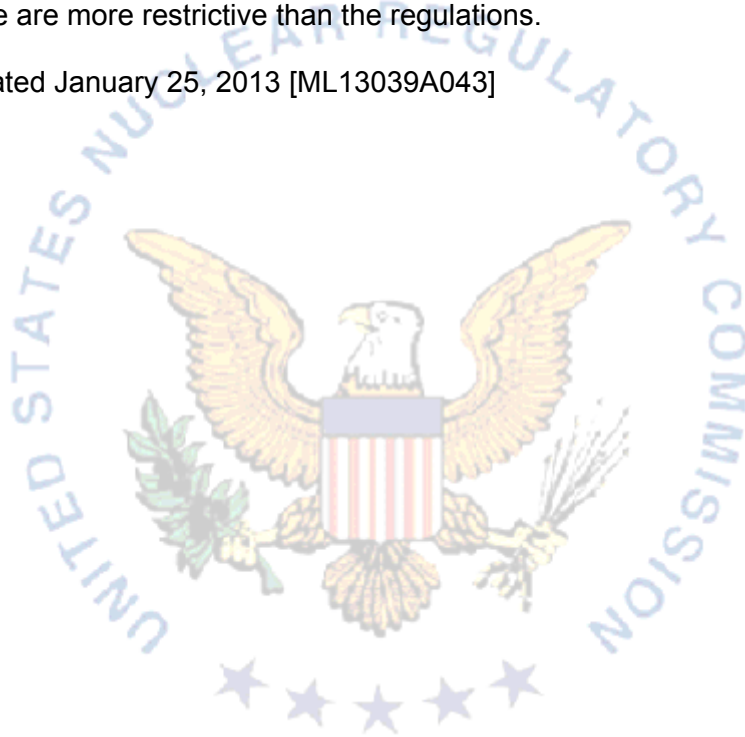 e are more restrictive than the regulations.
ated January 25, 2013 [ML13039A043]
UNITED STATES NUCLEAR REGULATORY COMMISSION